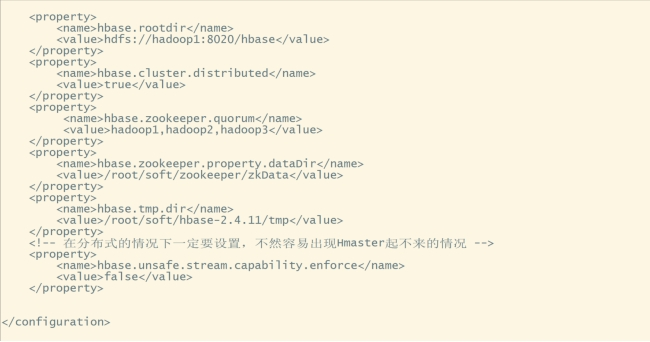 <property>
<name>hbase.rootdir</name>
<value>hdfs://hadoop1:8020/hbase</value>
</property>
<property>
<name>hbase.cluster.distributed</name>
<value>true</value>
</property>
<property>
<name>hbase.zookeeper.quorum</name>
<value>hadoop1,hadoop2,hadoop3</value>
</property>
<property>
<name>hbase.zookeeper.property.dataDir</name>
<value>/root/soft/zookeeper/zkData</value>
</property>
<property>
<name>hbase.tmp.dir</name>
<value>/root/soft/hbase-2.4.11/tmp</value>
</property>
<!-- 在分布式的情况下一定要设置，不然容易出现Hmaster起不来的情况 -->
<property>
<name>hbase.unsafe.stream.capability.enforce</name>
<value>false</value>
</property>
</configuration>